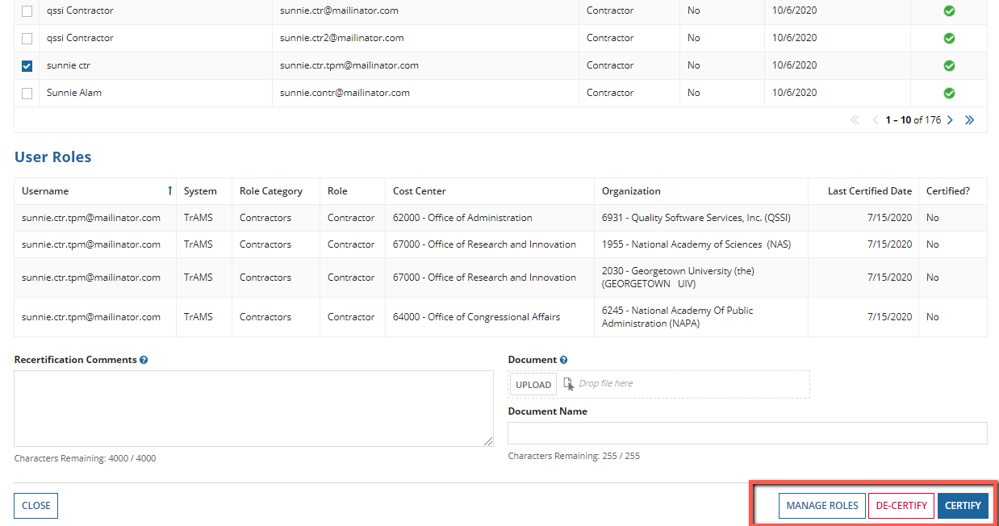 qssi Contractor sunnie.ctr@mailinator.com Contractor No 10/6/2020
qssi Contractor sunnie.ctr2@mailinator.com Contractor No 10/6/2020
sunnie ctr sunnie.ctr.tpm@mailinator.com Contractor No 10/6/2020
Sunnie Alam sunnie.contr@mailinator.com Contractor No 10/6/2020
1 – 10 of 176
User Roles
Username System Role Category Role Cost Center Organization Last Certified Date Certified?
sunnie.ctr.tpm@mailinator.com TrAMS Contractors Contractor 62000 - Office of Administration 6931 - Quality Software Services, Inc. (QSSI) 7/15/2020 No
sunnie.ctr.tpm@mailinator.com TrAMS Contractors Contractor 67000 - Office of Research and Innovation 1955 - National Academy of Sciences (NAS) 7/15/2020 No
sunnie.ctr.tpm@mailinator.com TrAMS Contractors Contractor 67000 - Office of Research and Innovation 2030 - Georgetown University (the) 7/15/2020 No
(GEORGETOWN UIV)
sunnie.ctr.tpm@mailinator.com TrAMS Contractors Contractor 64000 - Office of Congressional Affairs 6245 - National Academy Of Public 7/15/2020 No
Administration (NAPA)
Recertification Comments ? Document ?
UPLOAD Drop file here
Document Name
Characters Remaining: 4000 / 4000 Characters Remaining: 255 / 255
CLOSE MANAGE ROLES DE-CERTIFY CERTIFY